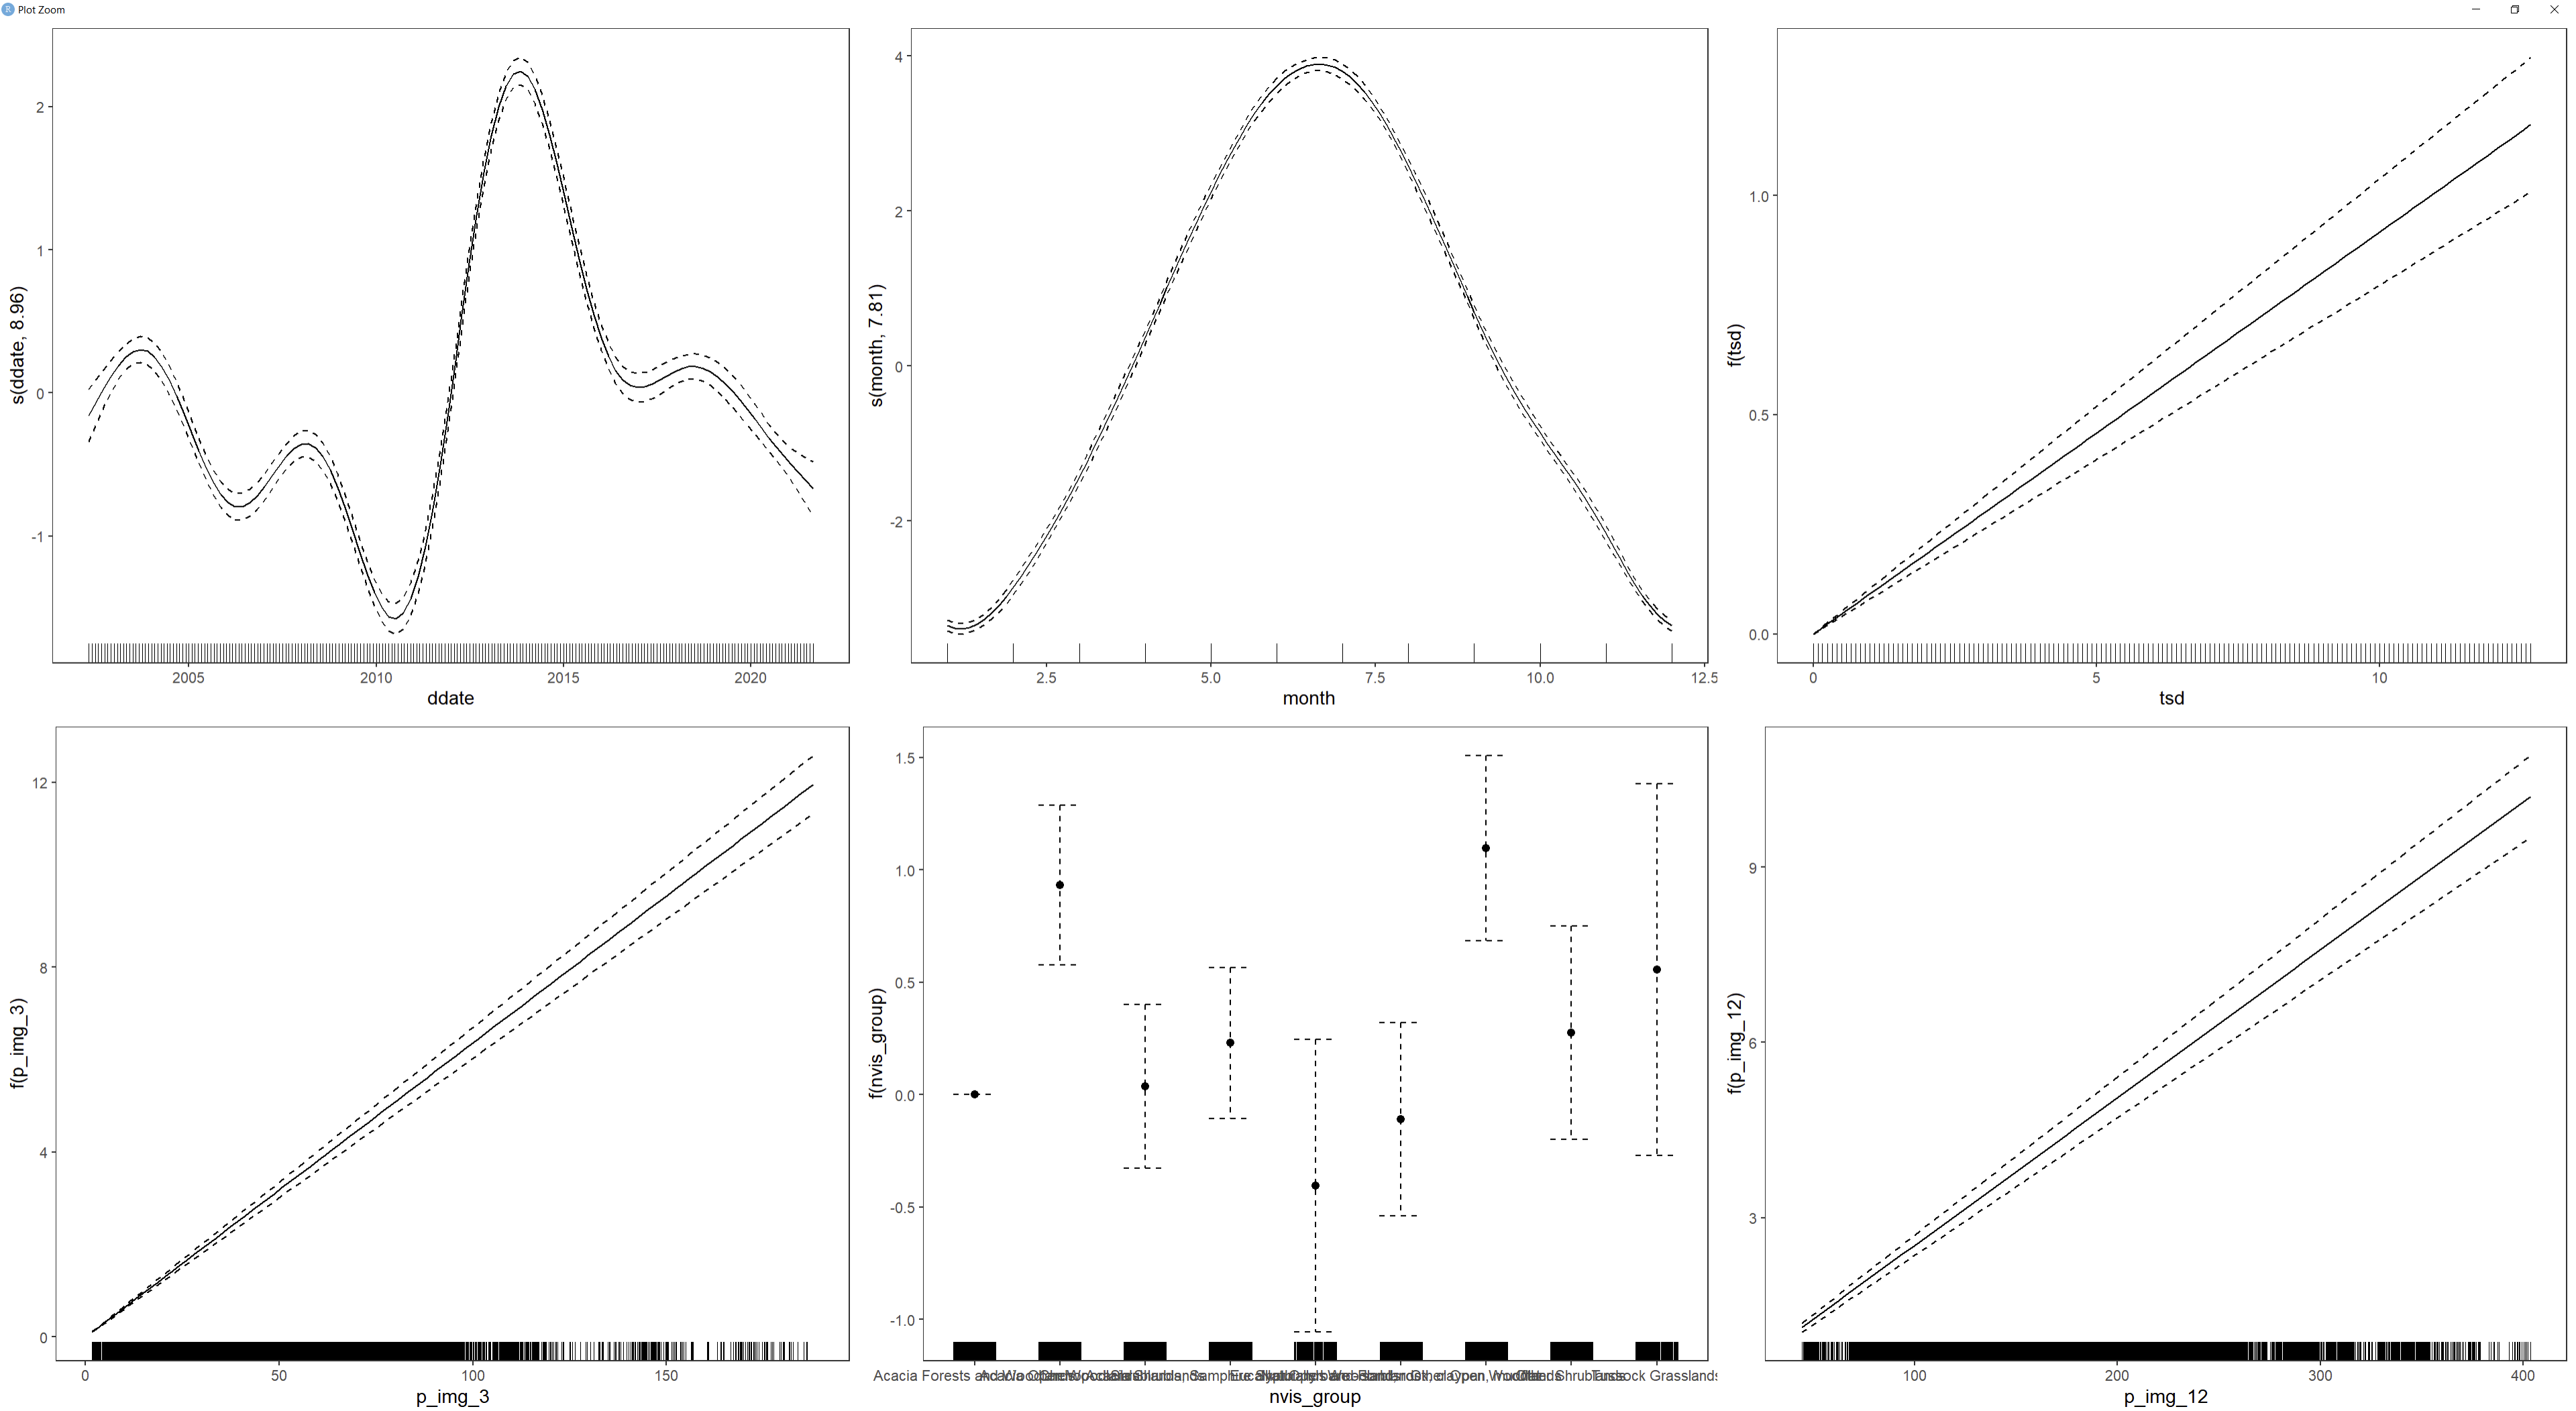 Plot Zoom
2
1
0
-1
s(ddate, 8.96)
2005 2010 2015 2020
ddate
4
2
0
-2
s(month, 7.81)
2.5 5.0 7.5 10.0 12.5
month
1.0
0.5
0.0
f(tsd)
0 5 10
tsd
12
8
4
0
f(p_img_3)
0 50 100 150
p_img_3
1.5
1.0
0.5
0.0
-0.5
-1.0
f(nvis_group)
Acacia Forests and Shrublands Tussock Grasslands
nvis_group
9
6
3
f(p_img_12)
100 200 300 400
p_img_12